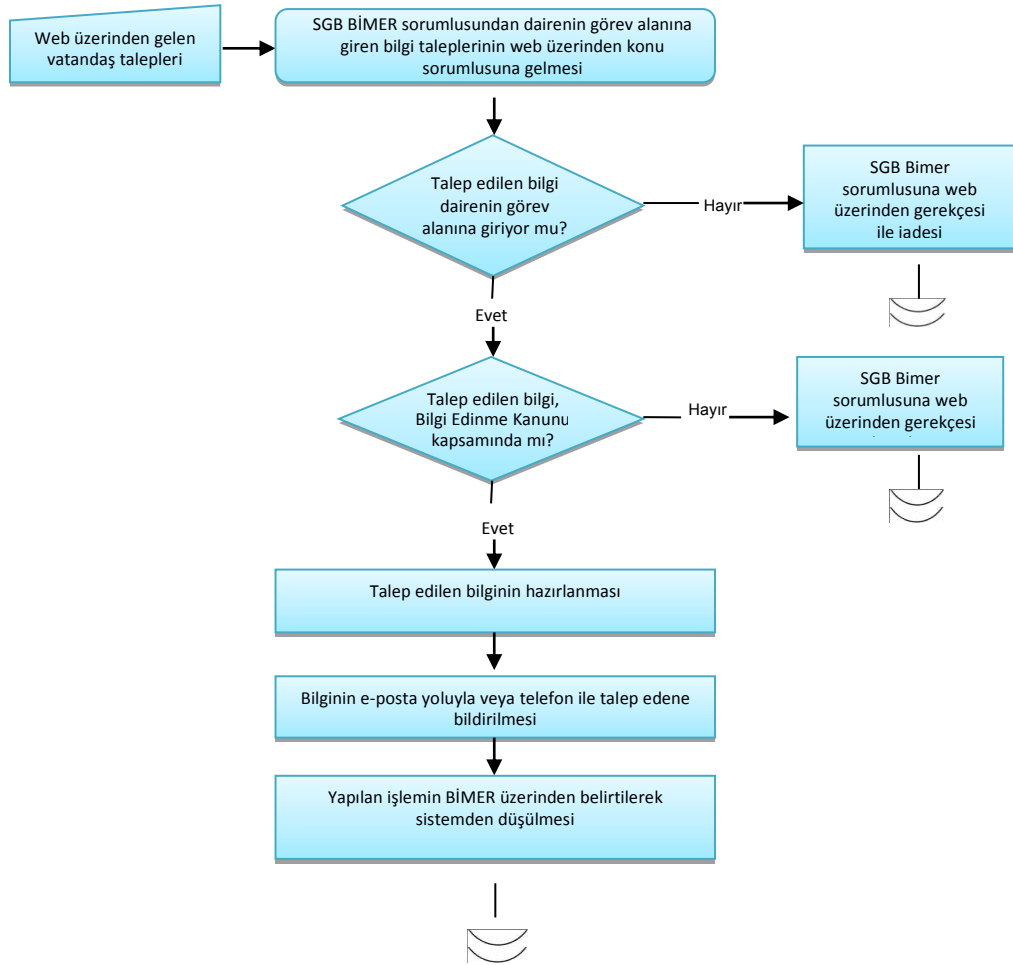 Web üzerinden gelen
vatandaş talepleri
SGB BİMER sorumlusundan dairenin görev alanına
giren bilgi taleplerinin web üzerinden konu
sorumlusuna gelmesi
Talep edilen bilgi
dairenin görev
alanına giriyor mu?
Hayır
SGB Bimer
sorumlusuna web
üzerinden gerekçesi
ile iadesi
Evet
Talep edilen bilgi,
Bilgi Edinme Kanunu
kapsamında mı?
Hayır
SGB Bimer
sorumlusuna web
üzerinden gerekçesi
Evet
Talep edilen bilginin hazırlanması
Bilginin e-posta yoluyla veya telefon ile talep edene
bildirilmesi
Yapılan işlemin BİMER üzerinden belirtilerek
sistemden düşülmesi